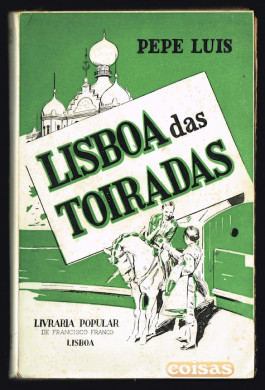 PEPE LUIS
LISBOA das
TOIRADAS
LIVRARIA POPULAR
DE FRANCISCO FRANCO
LISBOA
coisas